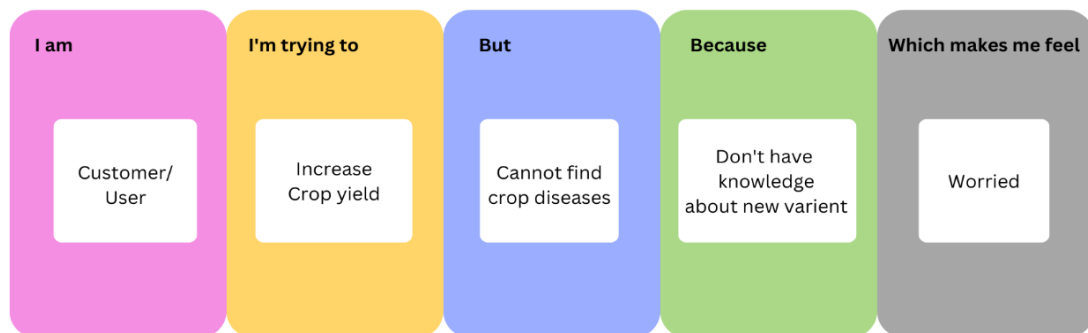 I am
I'm trying to
But
Because
Which makes me feel
Customer/
User
Increase
Crop yield
Cannot find
crop diseases
Don't have
knowledge
about new varient
Worried